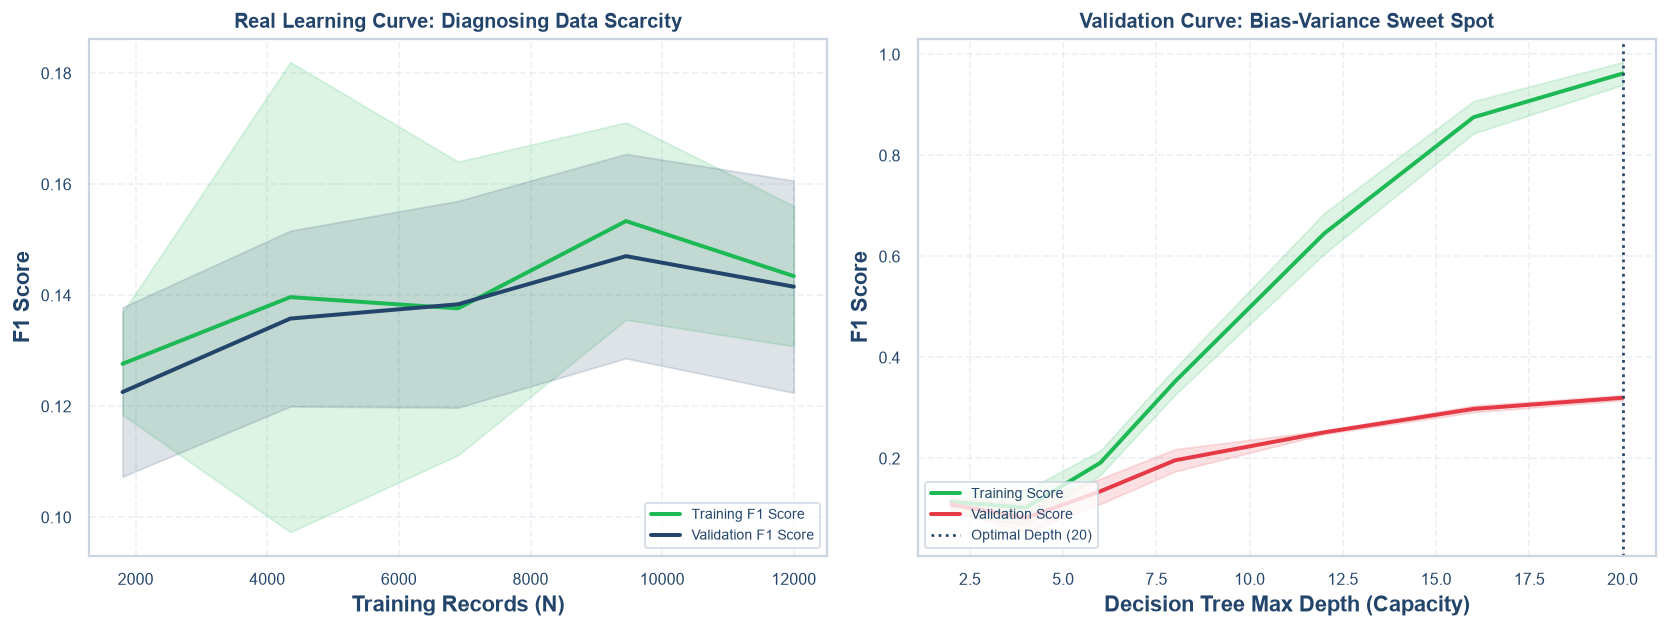 Real Learning Curve: Diagnosing Data Scarcity
F1 Score
0.18
0.16
0.14
0.12
0.10
Training F1 Score
Validation F1 Score
2000 4000 6000 8000 10000 12000
Training Records (N)
Validation Curve: Bias-Variance Sweet Spot
F1 Score
1.0
0.8
0.6
0.4
0.2
Training Score
Validation Score
Optimal Depth (20)
2.5 5.0 7.5 10.0 12.5 15.0 17.5 20.0
Decision Tree Max Depth (Capacity)